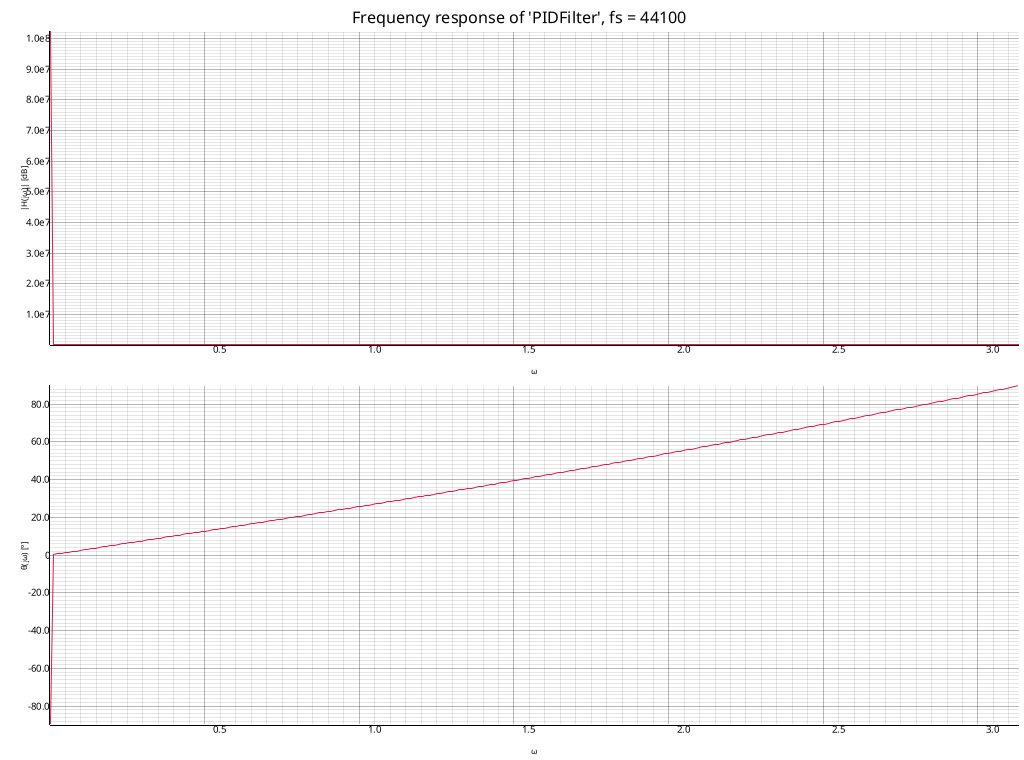 Frequency response of 'PIDFilter', fs = 44100
1.0e8
9.0e7
8.0e7
7.0e7
6.0e7
5.0e7
4.0e7
3.0e7
2.0e7
1.0e7
|H(jω)| [dB]
0.5 1.0 1.5 2.0 2.5 3.0
ω
80.0
60.0
40.0
20.0
0
-20.0
-40.0
-60.0
-80.0
θ(jω) [°]
0.5 1.0 1.5 2.0 2.5 3.0
ω